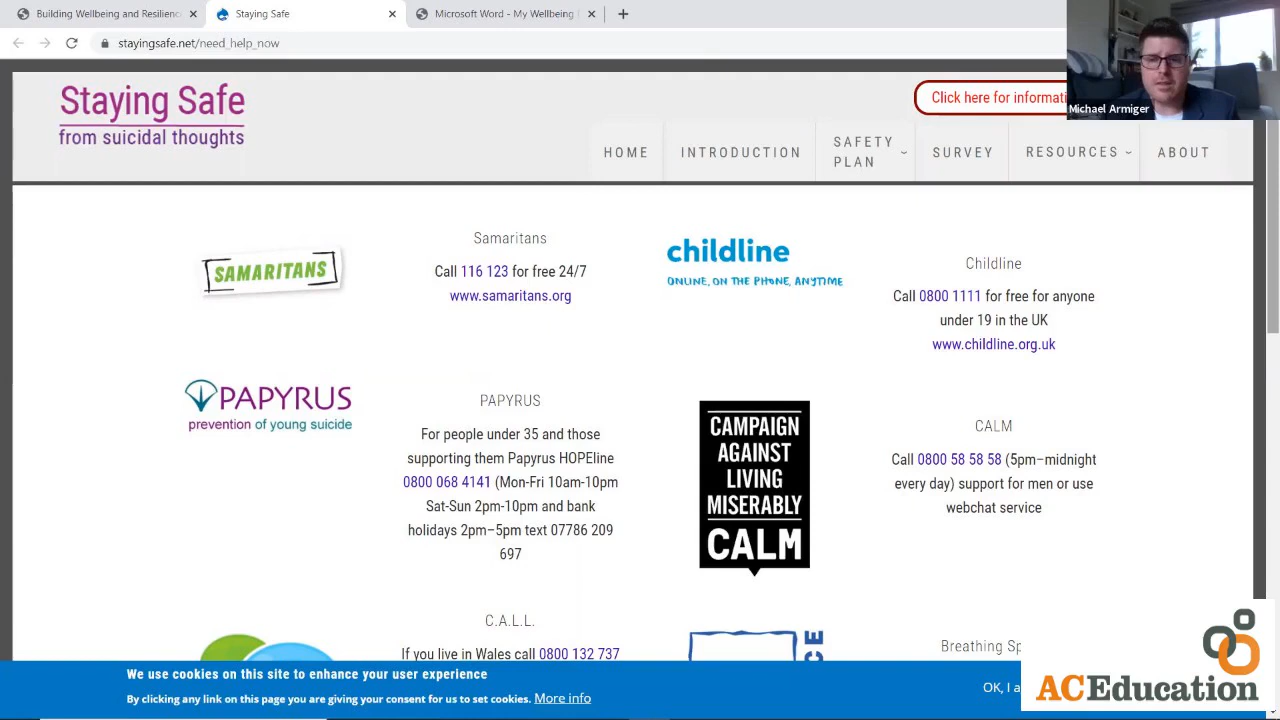 Building Wellbeing and Resilienc
Staying Safe
Microsoft Word - My Wellbeing
stayingsafe.net/need_help_now
Michael Armiger
Staying Safe
from suicidal thoughts
Click here for informati
HOME
INTRODUCTION
SAFETY
PLAN
SURVEY
RESOURCES
ABOUT
SAMARITANS
Samaritans
Call 116 123 for free 24/7
www.samaritans.org
childline
ONLINE, ON THE PHONE, ANYTIME
Childline
Call 0800 1111 for free for anyone
under 19 in the UK
www.childline.org.uk
PAPYRUS
prevention of young suicide
PAPYRUS
For people under 35 and those
supporting them Papyrus HOPEline
0800 068 4141 (Mon-Fri 10am-10pm
Sat-Sun 2pm-10pm and bank
holidays 2pm–5pm text 07786 209
697
CAMPAIGN
AGAINST
LIVING
MISERABLY
CALM
CALM
Call 0800 58 58 58 (5pm–midnight
every day) support for men or use
webchat service
C.A.L.L.
If you live in Wales call 0800 132 737
CE
Breathing Sp
We use cookies on this site to enhance your user experience
By clicking any link on this page you are giving your consent for us to set cookies. More info
OK, I a
ACEducation